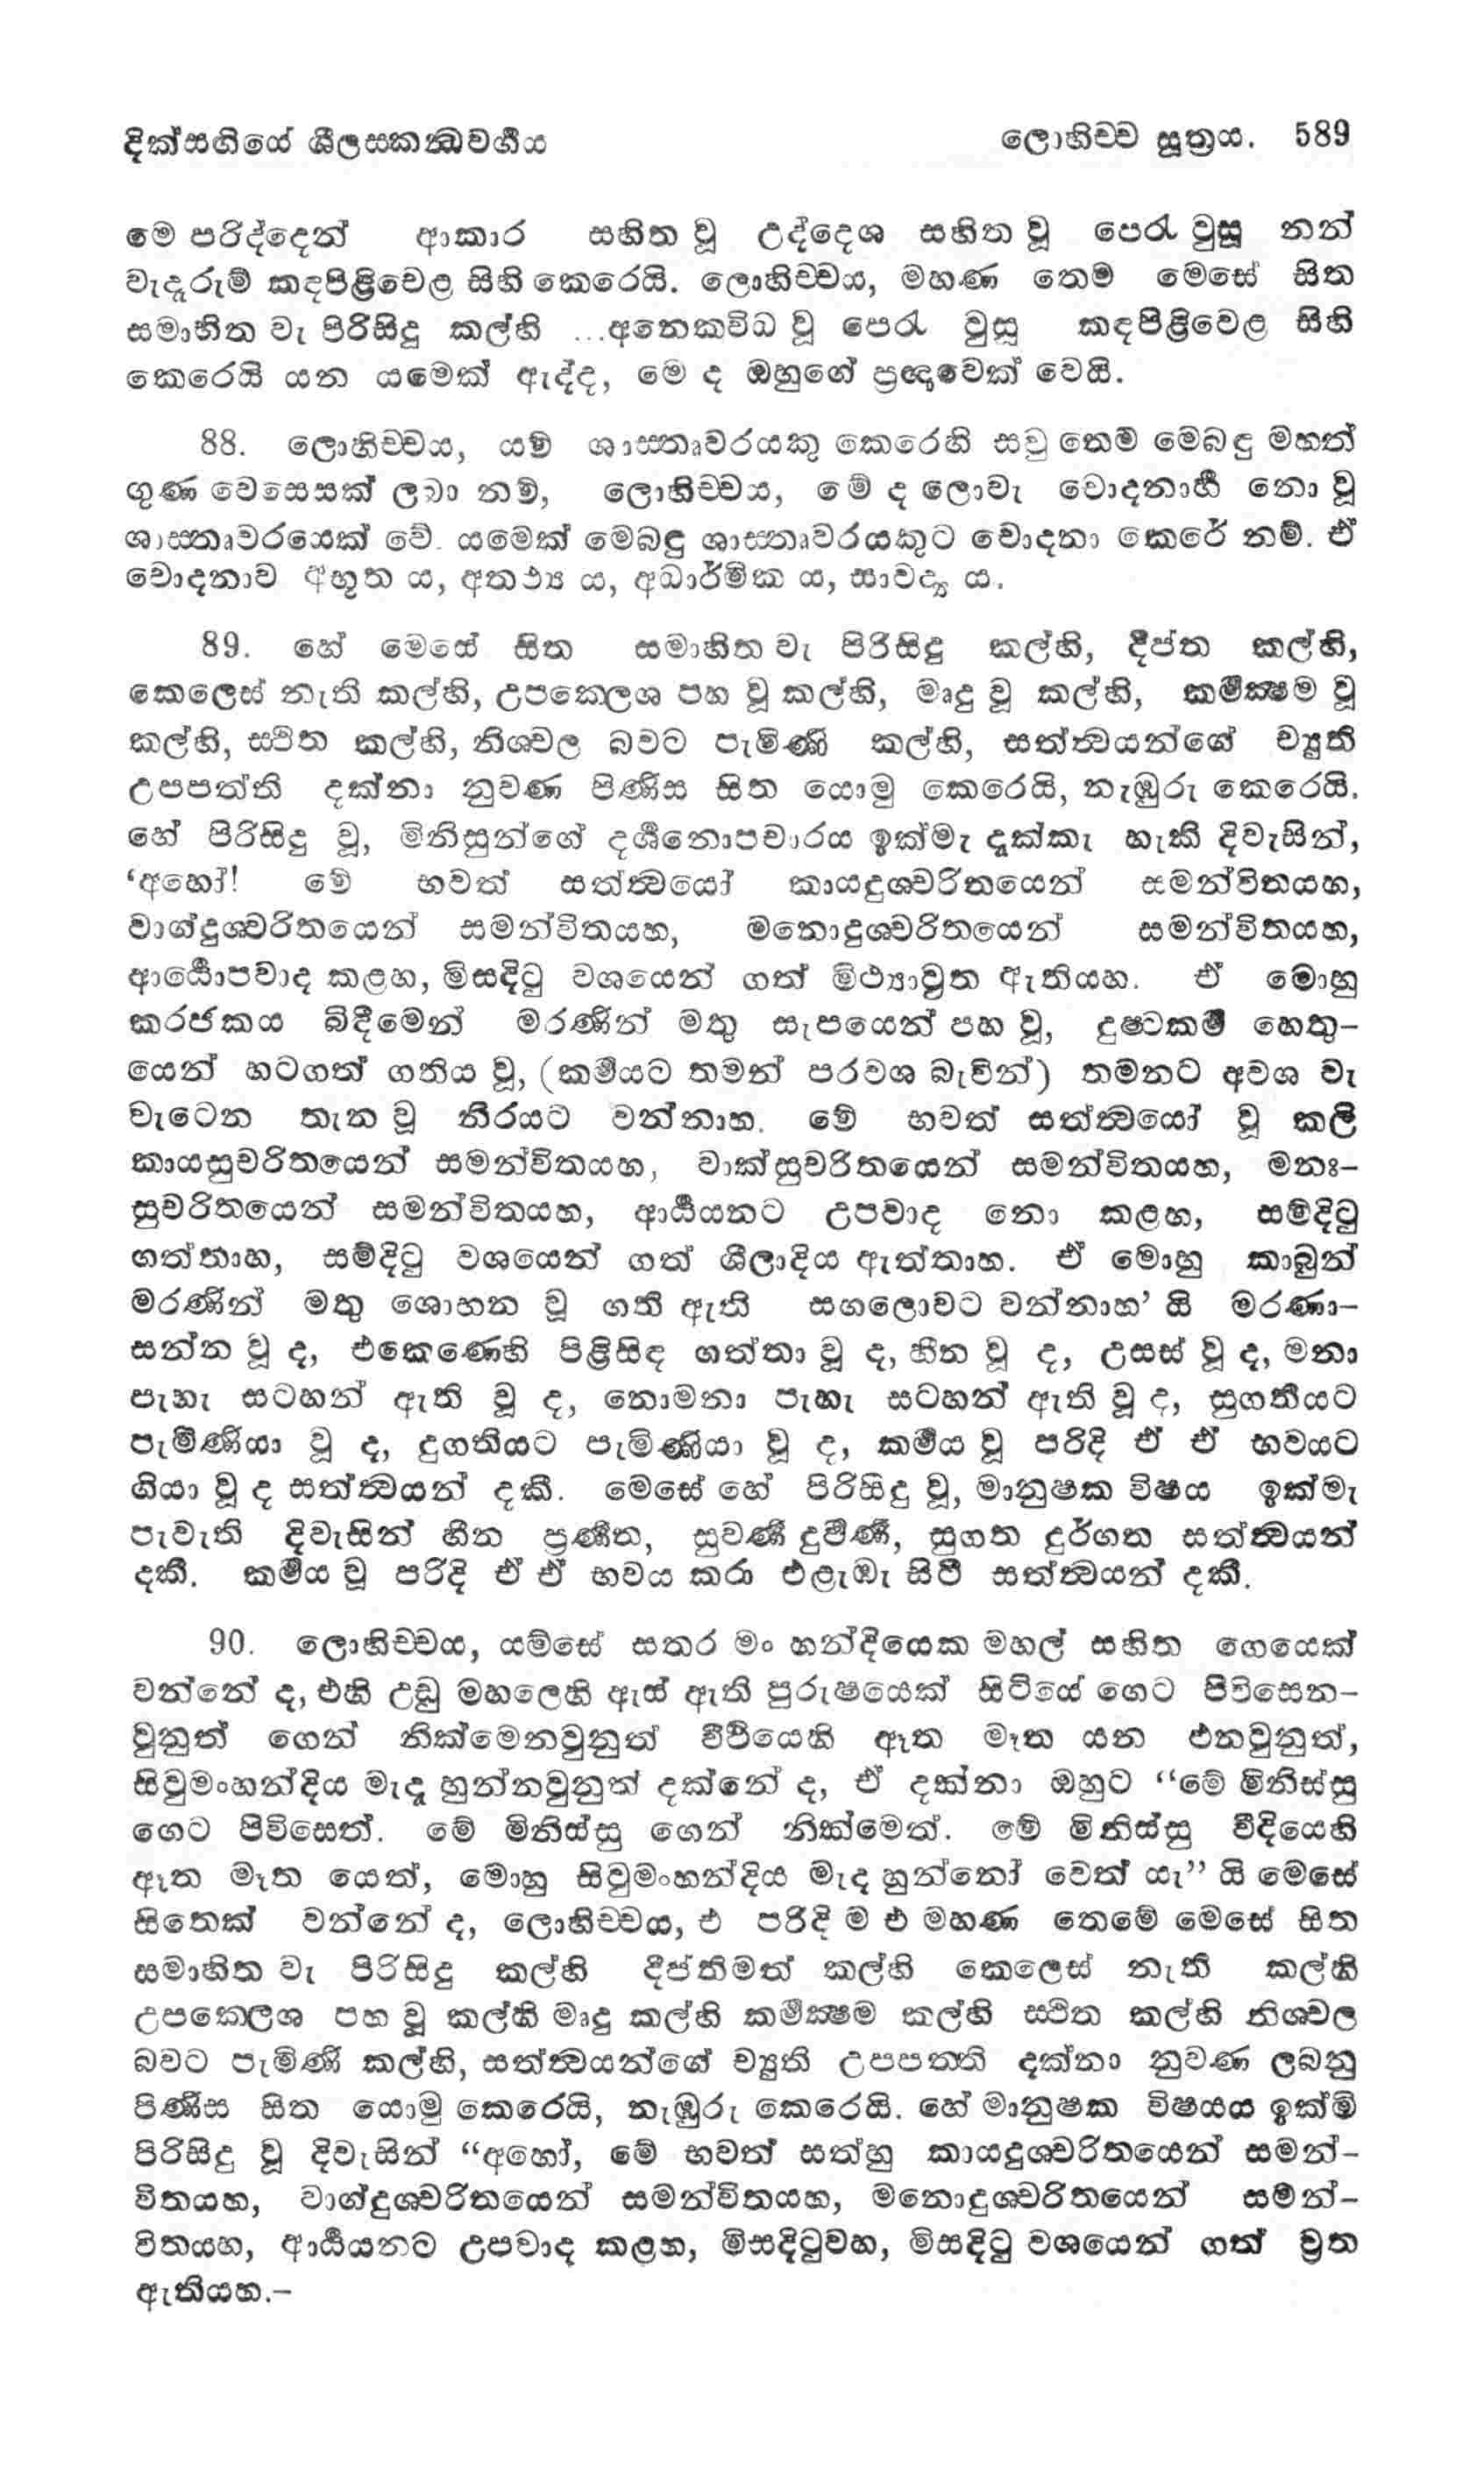 දික්සඟියේ ශීලස්කන්ධවර්‍ගය
ලොහිච්ච සූත්‍රය. 589
මෙ පරිද්දෙන් ආකාර සහිත වූ උද්දෙශ සහිත වූ පෙරැ වුසූ නන්
වැදෑරුම් කඳපිළිවෙළ සිහි කෙරෙයි. ලොහිච්චය, මහණ තෙම මෙසේ සිත
සමාහිත වැ පිරිසිදු කල්හි ...අනෙකවිධ වූ පෙරැ වුසූ කඳපිළිවෙළ සිහි
කෙරෙයි යන යමෙක් ඇද්ද, මෙ ද ඔහුගේ ප්‍රඥාවෙක් වෙයි.
88. ලොහිච්චය, යම් ශාස්තෘවරයකු කෙරෙහි සවු තෙම මෙබඳු මහත්
ගුණ වෙසෙසක් ලබා නම්, ලොහිච්චය, මේ ද ලොවැ චොදනාර්‍හ නො වූ
ශාස්තෘවරයෙක් වේ. යමෙක් මෙබඳු ශාස්තෘවරයකුට චොදනා කෙරේ නම්. ඒ
චොදනාව අභූත ය, අතථ්‍ය ය, අධාර්මික ය, සාවද්‍ය ය.
89. හේ මෙසේ සිත සමාහිත වැ පිරිසිදු කල්හි, දීප්ත කල්හි,
කෙලෙස් නැති කල්හි, උපක්ලෙශ පහ වූ කල්හි, මෘදු වූ කල්හි, කර්‍මක්‍ෂම වූ
කල්හි, ස්ථිත කල්හි, නිශ්චල බවට පැමිණි කල්හි, සත්ත්‍වයන්ගේ ච්‍යුති
උපපත්ති දක්නා නුවණ පිණිස සිත යොමු කෙරෙයි, නැඹුරු කෙරෙයි.
හේ පිරිසිදු වූ, මිනිසුන්ගේ දර්‍ශනොපචාරය ඉක්මැ දැක්කැ හැකි දිවැසින්,
‘අහෝ! මේ භවත් සත්ත්‍වයෝ කායදුශ්චරිතයෙන් සමන්විතයහ,
වාග්දුශ්චරිතයෙන් සමන්විතයහ, මනොදුශ්චරිතයෙන් සමන්විතයහ,
ආර්‍ය්‍යොපවාද කළහ, මිසදිටු වශයෙන් ගත් මිථ්‍යාව්‍රත ඇතියහ. ඒ මොහු
කරජකය බිඳීමෙන් මරණින් මතු සැපයෙන් පහ වූ, දුෂ්ටකර්‍ම හෙතු-
යෙන් හටගත් ගතිය වූ, (කර්‍මයට තමන් පරවශ බැවින්) තමනට අවශ වැ
වැටෙන තැන වූ නිරයට වන්නාහ. මේ භවත් සත්ත්‍වයෝ වූ කලි
කායසුචරිතයෙන් සමන්විතයහ, වාක්සුචරිතයෙන් සමන්විතයහ, මනඃ-
සුචරිතයෙන් සමන්විතයහ, ආර්‍ය්‍යයනට උපවාද නො කළහ, සම්දිටු
ගත්තාහ, සම්දිටු වශයෙන් ගත් ශීලාදිය ඇත්තාහ. ඒ මොහු කාබුන්
මරණින් මතු ශොභන වූ ගති ඇති සගලොවට වන්නාහ’ යි මරණා-
සන්න වූ ද, එකෙණෙහි පිළිසිඳ ගත්තා වූ ද, හීන වූ ද, උසස් වූ ද, මනා
පැහැ සටහන් ඇති වූ ද, නොමනා පැහැ සටහන් ඇති වූ ද, සුගතියට
පැමිණියා වූ ද, දුගතියට පැමිණියා වූ ද, කර්‍මය වූ පරිදි ඒ ඒ භවයට
ගියා වූ ද සත්ත්‍වයන් දකී. මෙසේ හේ පිරිසිදු වූ, මානුෂක විෂය ඉක්මැ
පැවැති දිවැසින් හීන ප්‍රණීත, සුවර්‍ණ දුර්‍වර්‍ණ, සුගත දුර්ගත සත්ත්‍වයන්
දකී. කර්‍මය වූ පරිදි ඒ ඒ භවය කරා එළැඹැ සිටි සත්ත්‍වයන් දකී.
90. ලොහිච්චය, යම්සේ සතර මං හන්දියෙක මහල් සහිත ගෙයෙක්
වන්නේ ද, එහි උඩු මහලෙහි ඇස් ඇති පුරුෂයෙක් සිටියේ ගෙට පිවිසෙන-
වුනුත් ගෙන් නික්මෙනවුනුත් වීථියෙහි ඈත මෑත යන එනවුනුත්,
සිවුමංහන්දිය මැදැ හුන්නවුනුත් දක්නේ ද, ඒ දක්නා ඔහුට “මේ මිනිස්සු
ගෙට පිවිසෙත්. මේ මිනිස්සු ගෙන් නික්මෙත්. මේ මිනිස්සු වීදියෙහි
ඈත මෑත යෙත්, මොහු සිවුමංහන්දිය මැද හුන්නෝ වෙත් යැ” යි මෙසේ
සිතෙක් වන්නේ ද, ලොහිච්චය, එ පරිදි ම එ මහණ තෙමේ මෙසේ සිත
සමාහිත වැ පිරිසිදු කල්හි දීප්තිමත් කල්හි කෙලෙස් නැති කල්හි
උපක්ලෙශ පහ වූ කල්හි මෘදු කල්හි කර්‍මක්‍ෂම කල්හි ස්ථිත කල්හි නිශ්චල
බවට පැමිණි කල්හි, සත්ත්‍වයන්ගේ ච්‍යුති උපපත්ති දක්නා නුවණ ලබනු
පිණිස සිත යොමු කෙරෙයි, නැඹුරු කෙරෙයි. හේ මානුෂක විෂයය ඉක්මි
පිරිසිදු වූ දිවැසින් “අහෝ, මේ භවත් සත්හු කායදුශ්චරිතයෙන් සමන්-
විතයහ, වාග්දුශ්චරිතයෙන් සමන්විතයහ, මනොදුශ්චරිතයෙන් සමන්-
විතයහ, ආර්‍ය්‍යයනට උපවාද කළහ, මිසදිටුවහ, මිසදිටු වශයෙන් ගත් ව්‍රත
ඇතියහ.-